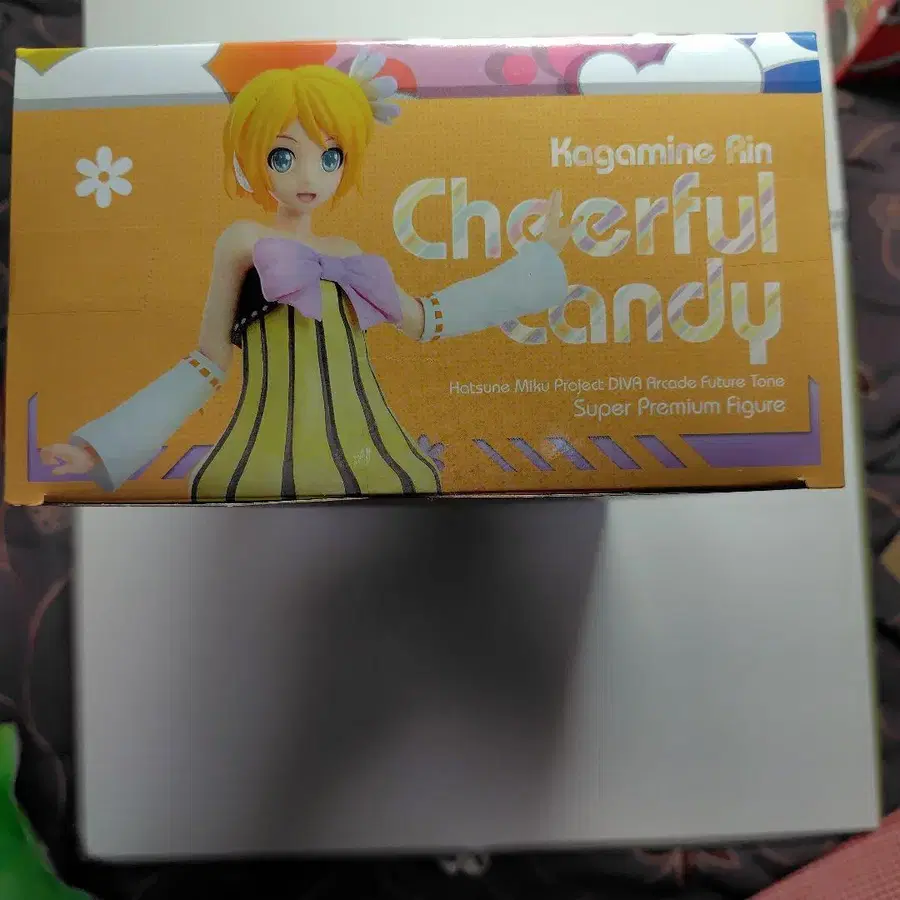 Kagamine Rin
Cheerful
Candy
Hatsune Miku Project DIVA Arcade Future Tone
Super Premium Figure